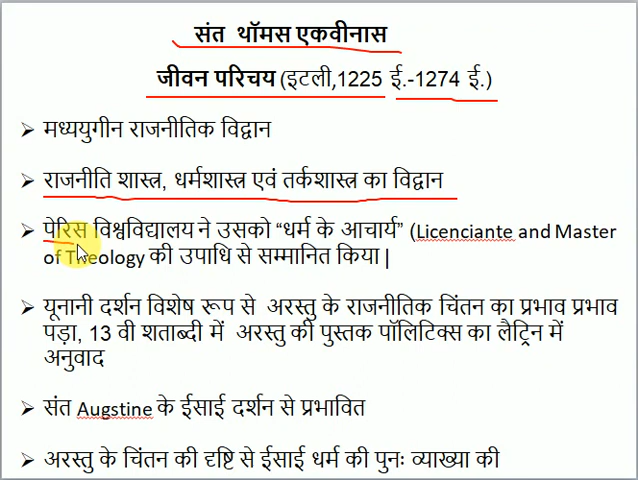 संत थॉमस एकवीनास
जीवन परिचय (इटली,1225 ई.-1274 ई.)
➢ मध्ययुगीन राजनीतिक विद्वान
➢ राजनीति शास्त्र, धर्मशास्त्र एवं तर्कशास्त्र का विद्वान
➢ पेरिस विश्वविद्यालय ने उसको “धर्म के आचार्य” (Licenciante and Master
of Theology की उपाधि से सम्मानित किया |
➢ यूनानी दर्शन विशेष रूप से अरस्तु के राजनीतिक चिंतन का प्रभाव प्रभाव
पड़ा, 13 वी शताब्दी में अरस्तु की पुस्तक पॉलिटिक्स का लैट्रिन में
अनुवाद
➢ संत Augstine के ईसाई दर्शन से प्रभावित
➢ अरस्तु के चिंतन की दृष्टि से ईसाई धर्म की पुनः व्याख्या की